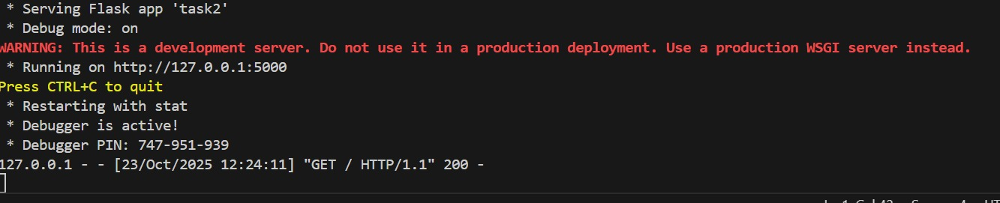 * Serving Flask app 'task2'
* Debug mode: on
WARNING: This is a development server. Do not use it in a production deployment. Use a production WSGI server instead.
* Running on http://127.0.0.1:5000
Press CTRL+C to quit
* Restarting with stat
* Debugger is active!
* Debugger PIN: 747-951-939
127.0.0.1 - - [23/Oct/2025 12:24:11] "GET / HTTP/1.1" 200 -